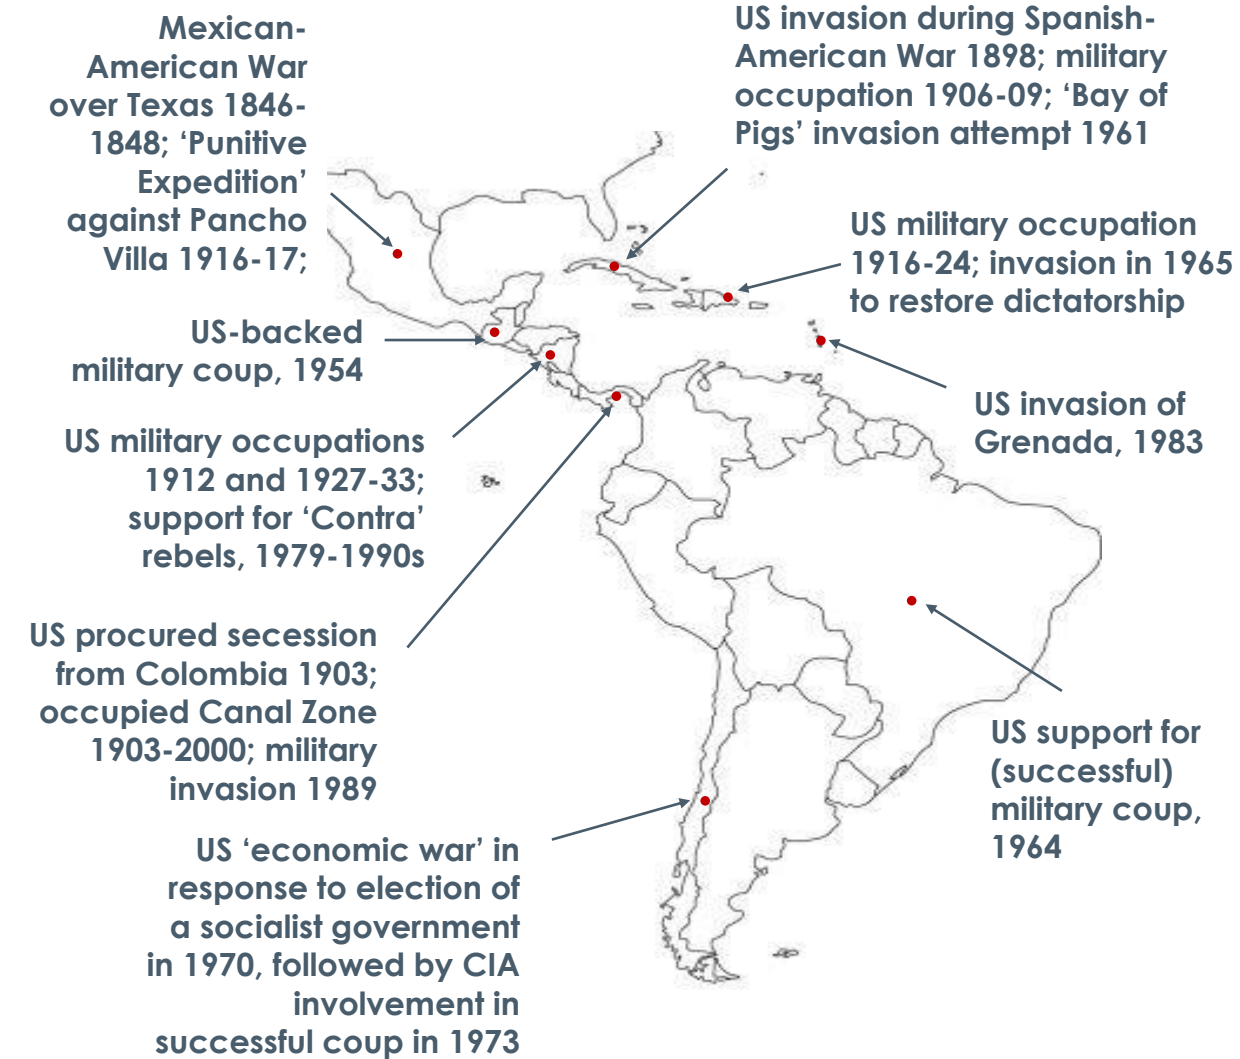 Mexican-
American War
over Texas 1846-
1848; ‘Punitive
Expedition’
against Pancho
Villa 1916-17;
US invasion during Spanish-
American War 1898; military
occupation 1906-09; ‘Bay of
Pigs’ invasion attempt 1961
US military occupation
1916-24; invasion in 1965
to restore dictatorship
US-backed
military coup, 1954
US invasion of
Grenada, 1983
US military occupations
1912 and 1927-33;
support for ‘Contra’
rebels, 1979-1990s
US procured secession
from Colombia 1903;
occupied Canal Zone
1903-2000; military
invasion 1989
US support for
(successful)
military coup,
1964
US ‘economic war’ in
response to election of
a socialist government
in 1970, followed by CIA
involvement in
successful coup in 1973